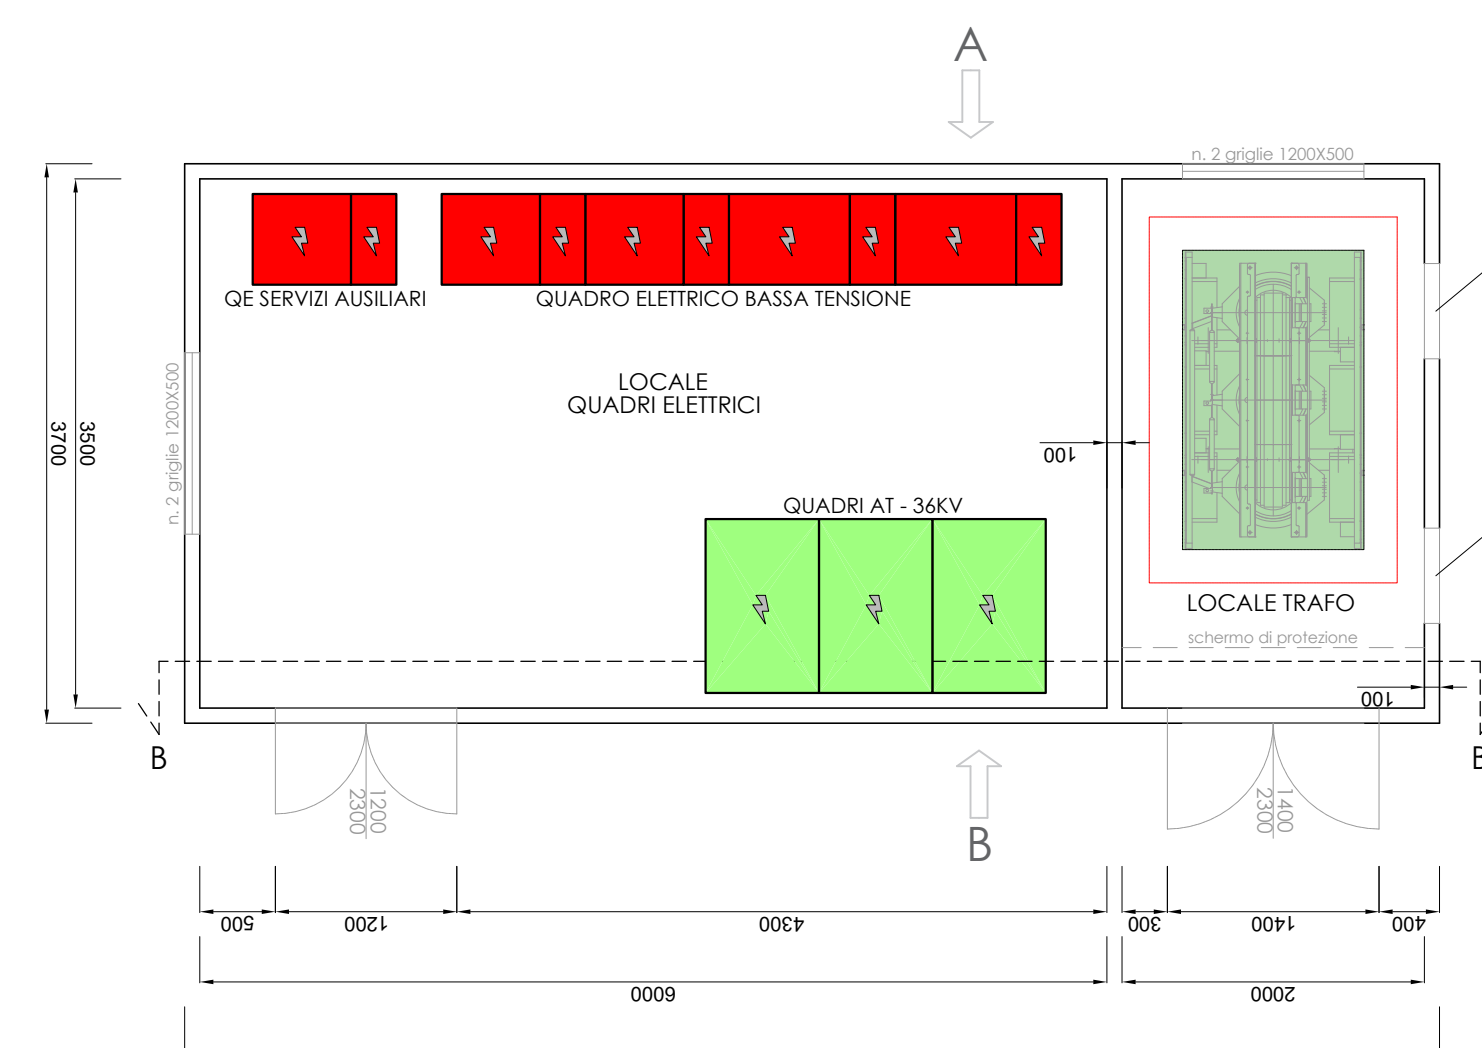 A
n. 2 griglie 1200X500
QE SERVIZI AUSILIARI
QUADRO ELETTRICO BASSA TENSIONE
LOCALE
QUADRI ELETTRICI
n. 2 griglie 1200X500
3700
3500
100
QUADRI AT - 36KV
LOCALE TRAFO
schermo di protezione
100
B
B
1200
2300
1400
2300
B
500
1200
4300
300
1400
400
6000
2000